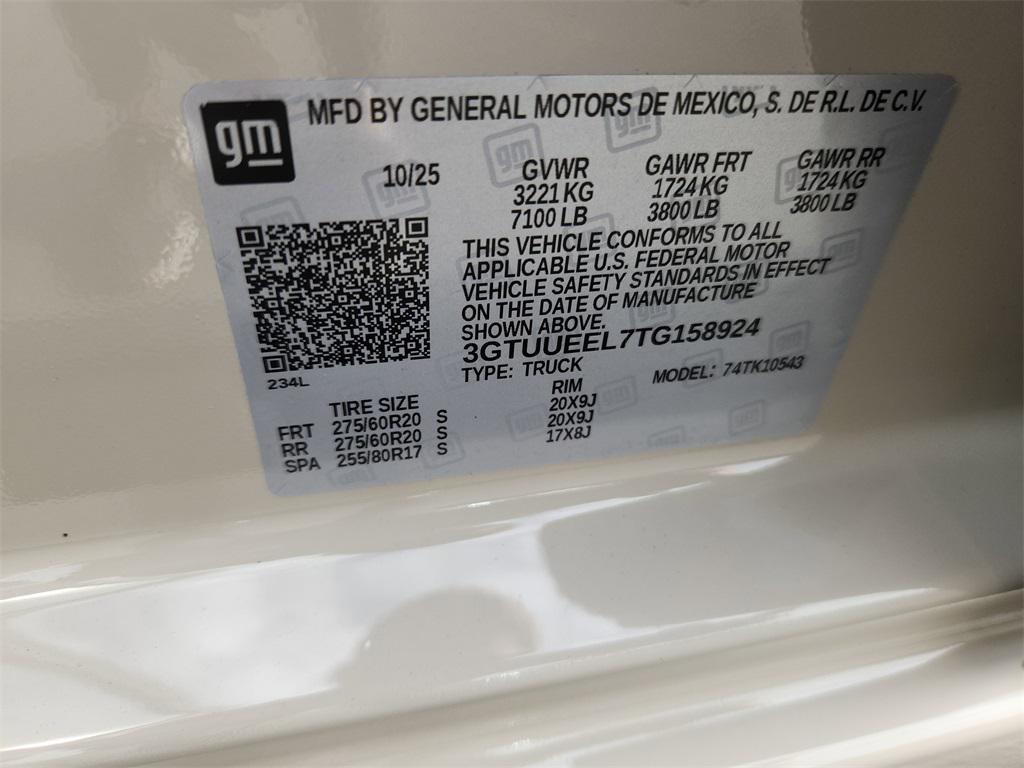 gm
MFD BY GENERAL MOTORS DE MEXICO, S. DE R.L. DE C.V.
10/25 GVWR GAWR FRT GAWR RR
3221 KG 1724 KG 1724 KG
7100 LB 3800 LB 3800 LB
THIS VEHICLE CONFORMS TO ALL
APPLICABLE U.S. FEDERAL MOTOR
VEHICLE SAFETY STANDARDS IN EFFECT
ON THE DATE OF MANUFACTURE
SHOWN ABOVE.
3GTUUEEL7TG158924
234L
TYPE: TRUCK MODEL: 74TK10543
TIRE SIZE RIM
FRT 275/60R20 S 20X9J
RR 275/60R20 S 20X9J
SPA 255/80R17 S 17X8J